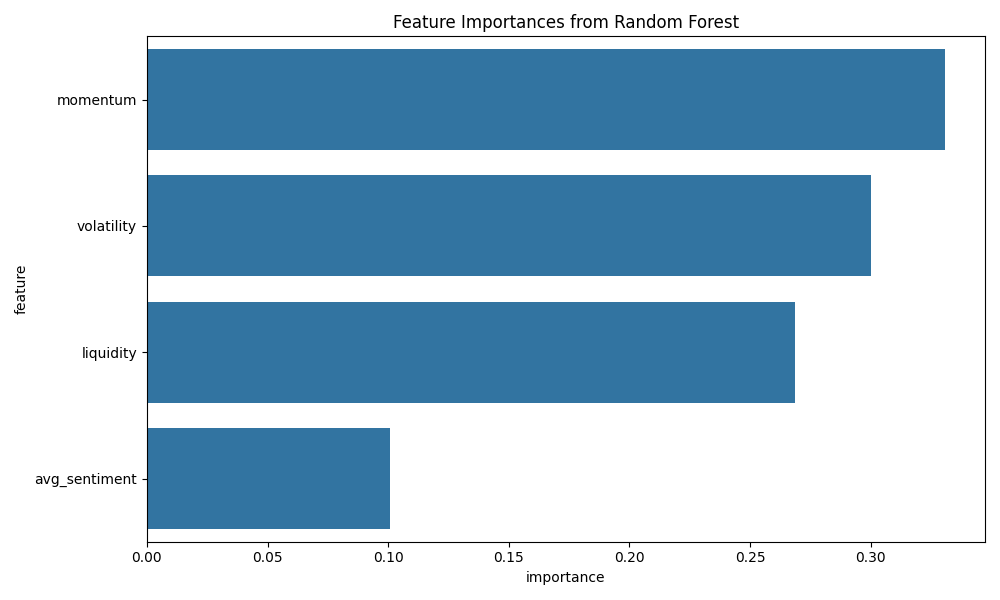 Feature Importances from Random Forest
feature
momentum
volatility
liquidity
avg_sentiment
0.00 0.05 0.10 0.15 0.20 0.25 0.30
importance